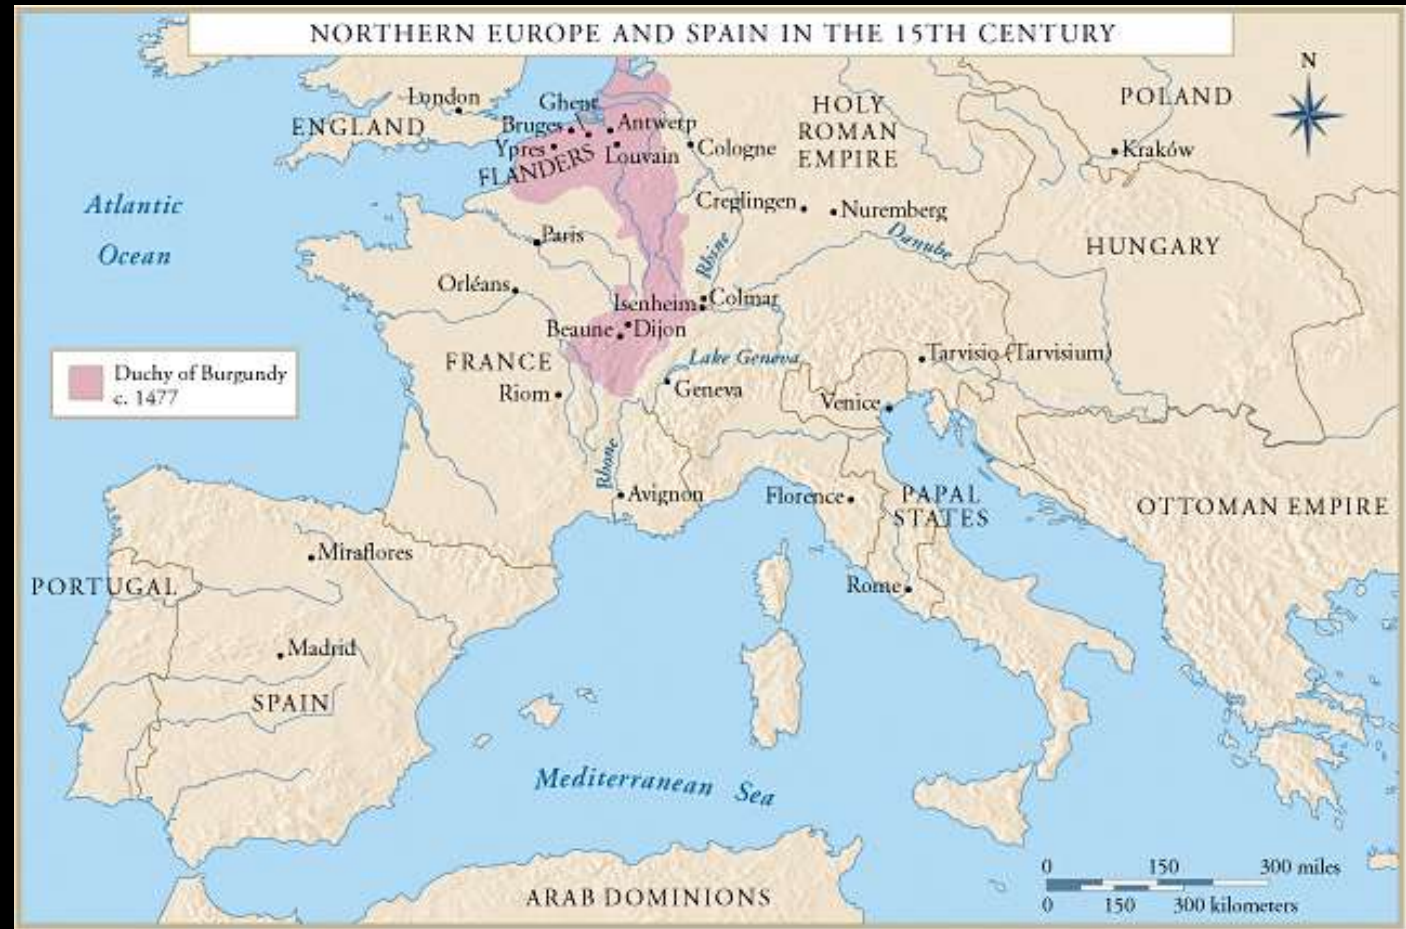 NORTHERN EUROPE AND SPAIN IN THE 15TH CENTURY
N
London
ENGLAND
Ghent
Bruges
Antwerp
Ypres
Louvain
FLANDERS
Cologne
HOLY
ROMAN
EMPIRE
POLAND
Kraków
Atlantic
Ocean
Creglingen
Nuremberg
Paris
Rhine
Danube
HUNGARY
Orléans
Isenheim
Colmar
Beaune
Dijon
FRANCE
Lake Geneva
Tarvisio (Tarvisium)
Duchy of Burgundy
c. 1477
Riom
Geneva
Venice
Rhone
Avignon
Florence
PAPAL
STATES
OTTOMAN EMPIRE
Miraflores
PORTUGAL
Rome
Madrid
SPAIN
Mediterranean Sea
ARAB DOMINIONS
0 150 300 miles
0 150 300 kilometers